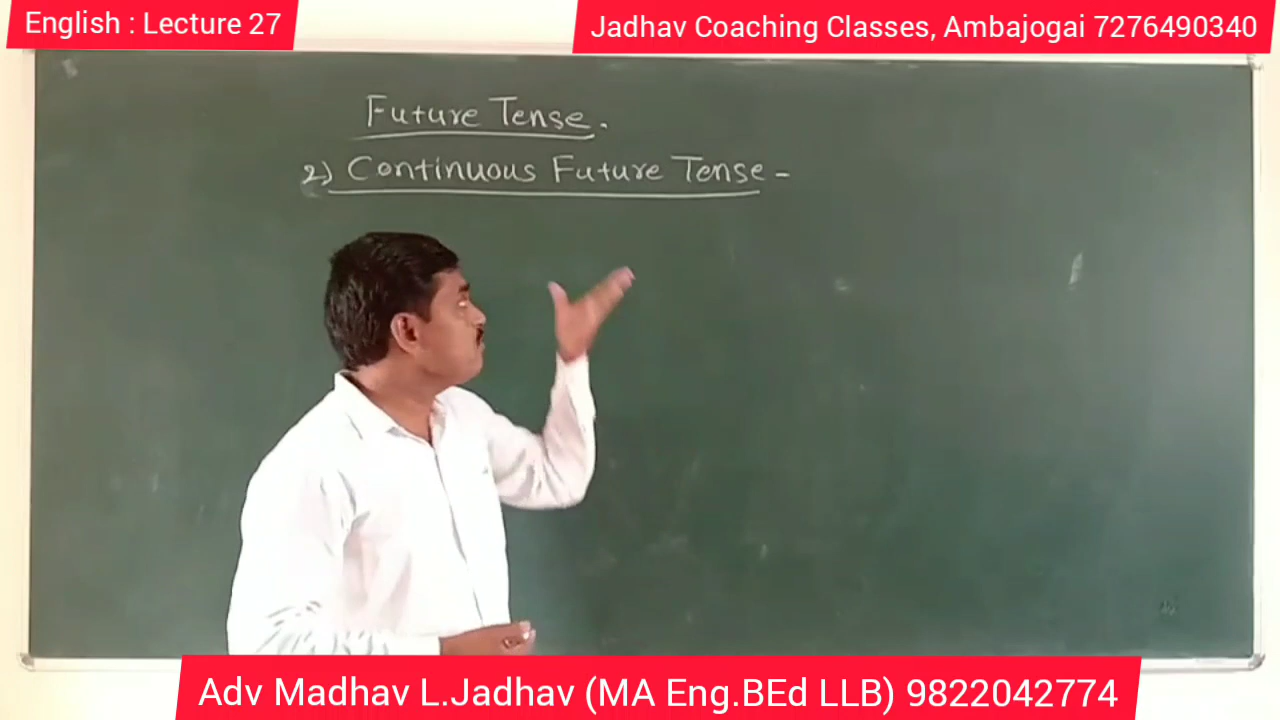 English : Lecture 27
Jadhav Coaching Classes, Ambajogai 7276490340
Future Tense.
2) Continuous Future Tense -
Adv Madhav L.Jadhav (MA Eng.BEd LLB) 9822042774